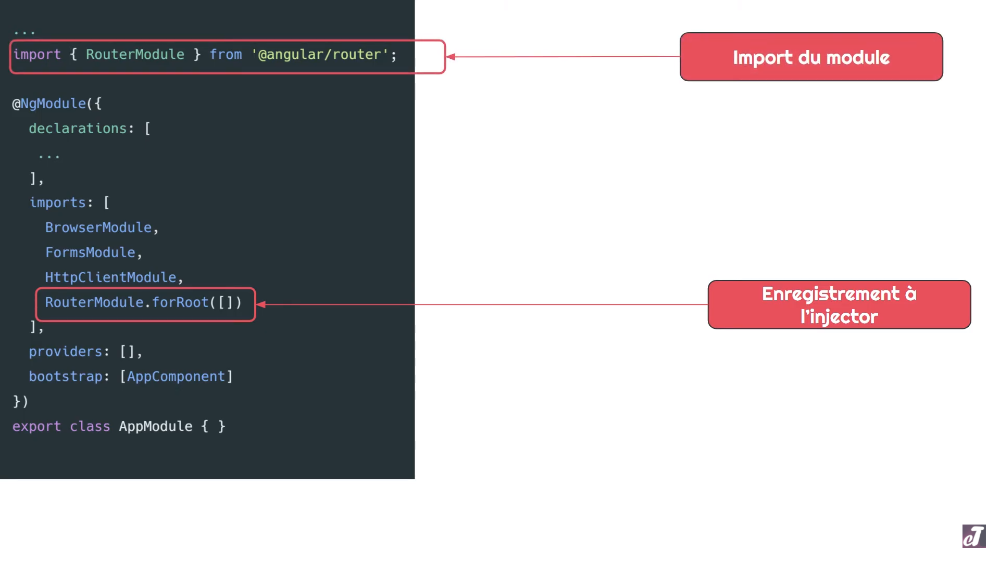 ...
import { RouterModule } from '@angular/router';
Import du module
@NgModule({
declarations: [
...
],
imports: [
BrowserModule,
FormsModule,
HttpClientModule,
RouterModule.forRoot([])
Enregistrement à
l'injector
],
providers: [],
bootstrap: [AppComponent]
})
export class AppModule { }
eT